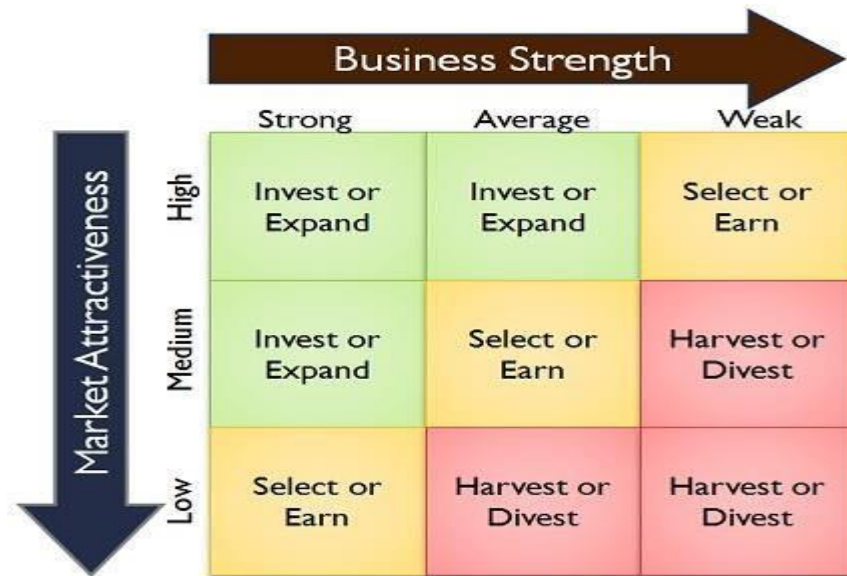 Business Strength
Strong Average Weak
Market Attractiveness
High
Invest or
Expand
Invest or
Expand
Select or
Earn
Medium
Invest or
Expand
Select or
Earn
Harvest or
Divest
Low
Select or
Earn
Harvest or
Divest
Harvest or
Divest